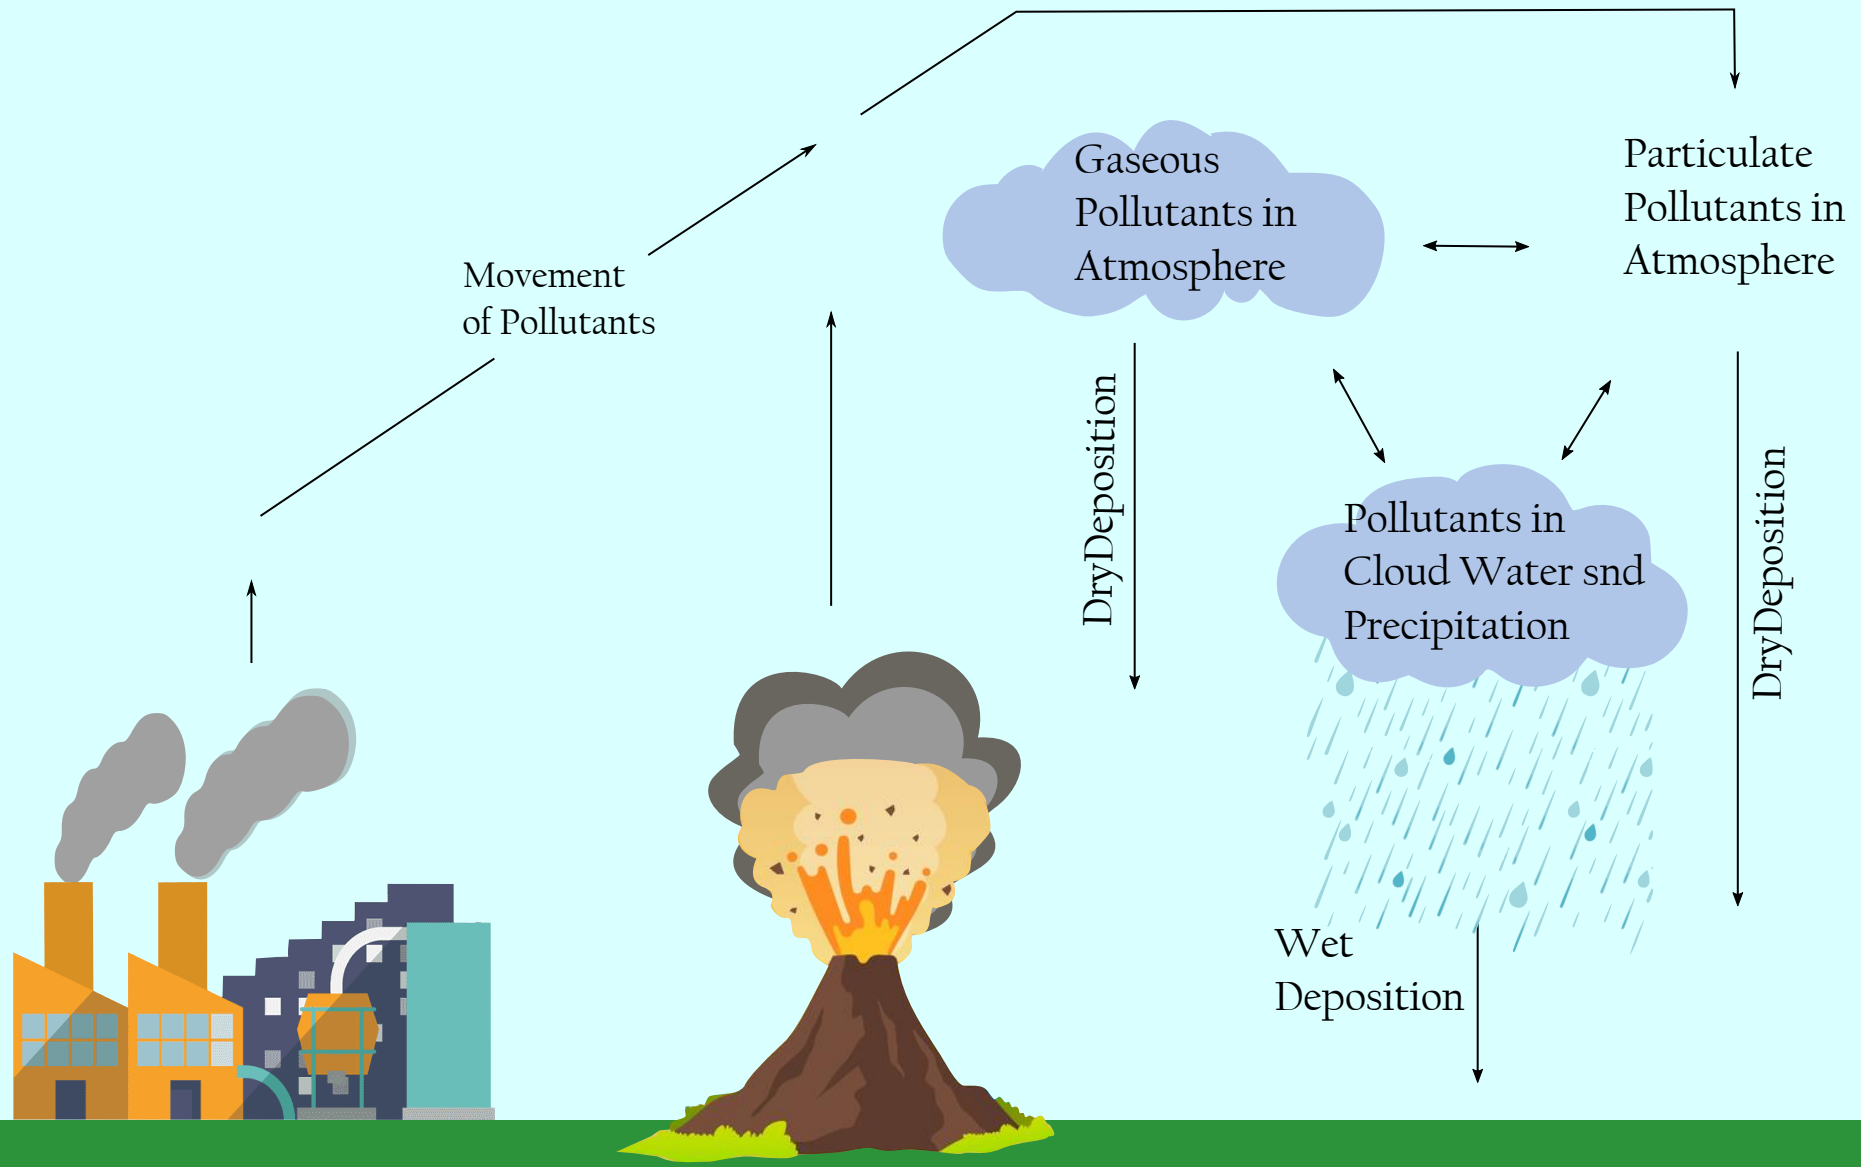 Gaseous
Pollutants in
Atmosphere
Particulate
Pollutants in
Atmosphere
Movement
of Pollutants
DryDeposition
Pollutants in
Cloud Water snd
Precipitation
DryDeposition
Wet
Deposition